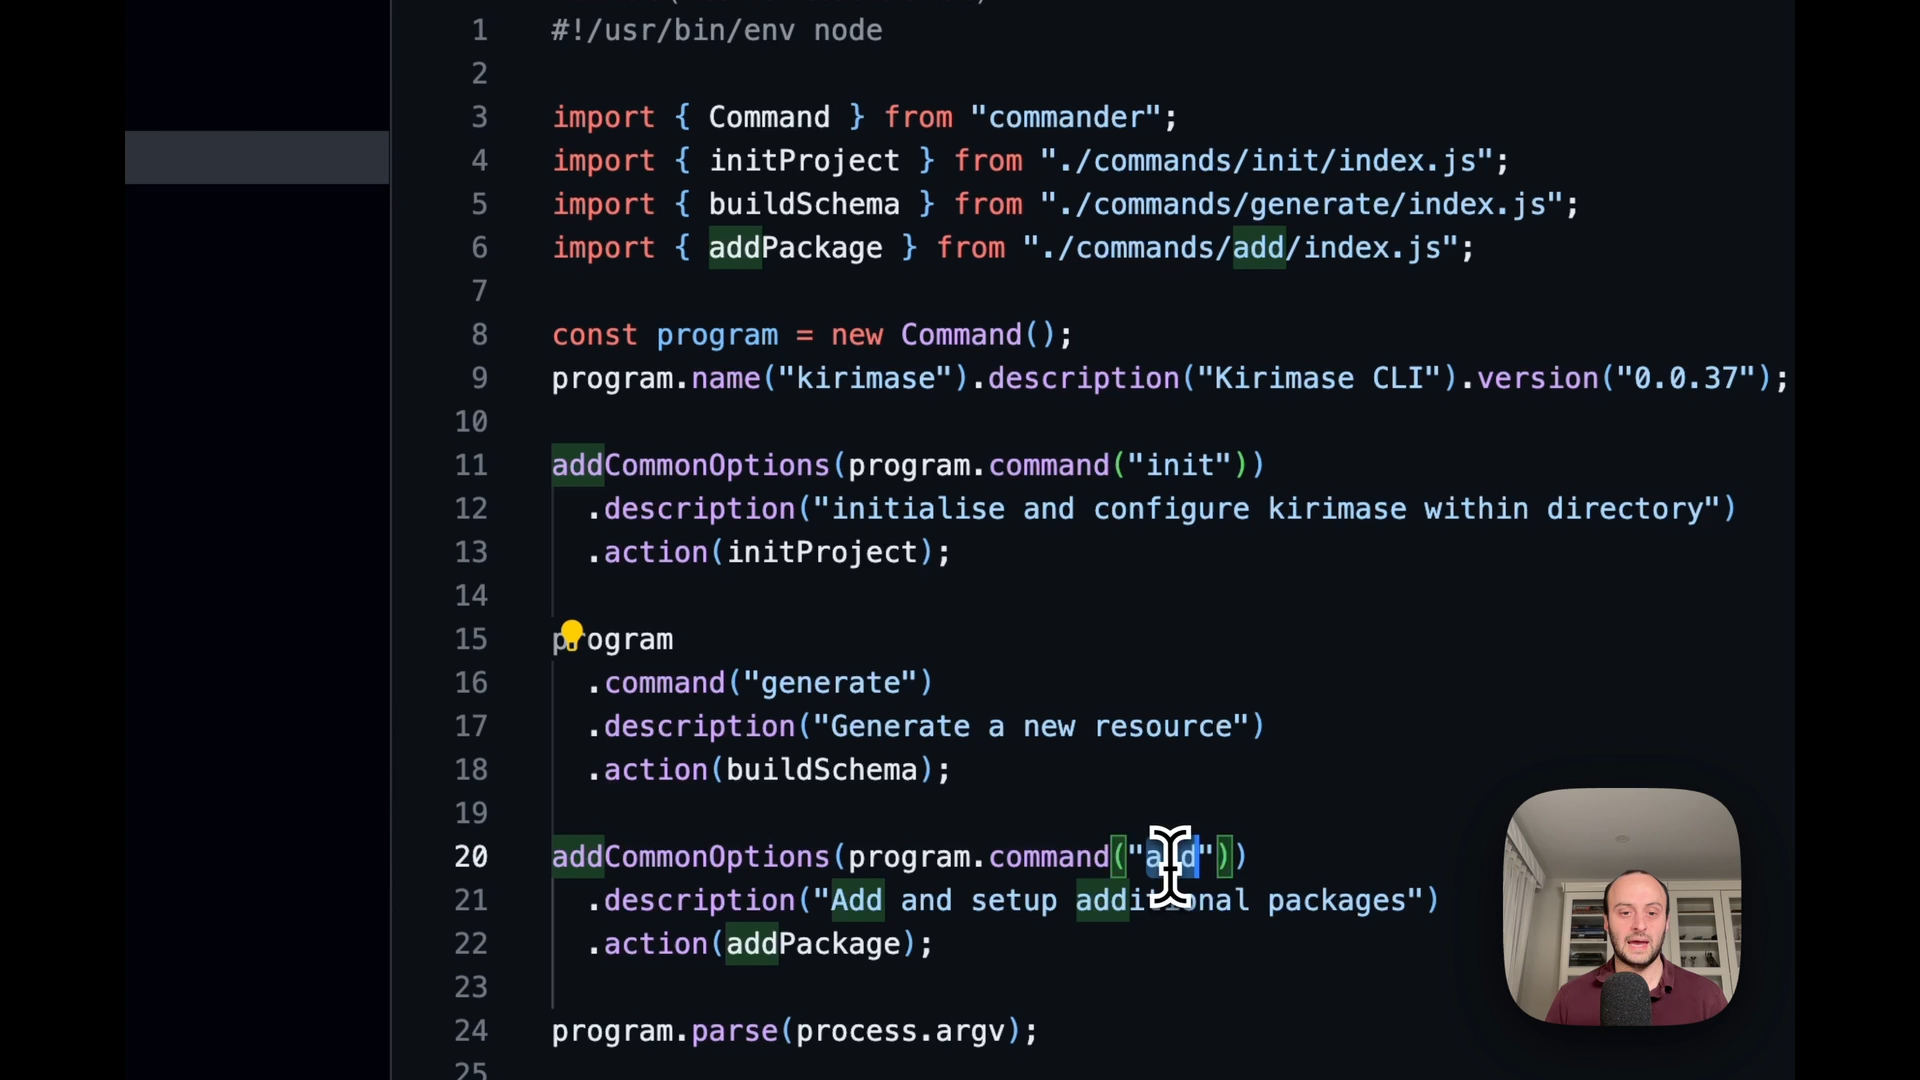 1 #!/usr/bin/env node
2
3 import { Command } from "commander";
4 import { initProject } from "./commands/init/index.js";
5 import { buildSchema } from "./commands/generate/index.js";
6 import { addPackage } from "./commands/add/index.js";
7
8 const program = new Command();
9 program.name("kirimase").description("Kirimase CLI").version("0.0.37");
10
11 addCommonOptions(program.command("init"))
12 .description("initialise and configure kirimase within directory")
13 .action(initProject);
14
15 program
16 .command("generate")
17 .description("Generate a new resource")
18 .action(buildSchema);
19
20 addCommonOptions(program.command("add"))
21 .description("Add and setup additional packages")
22 .action(addPackage);
23
24 program.parse(process.argv);
25